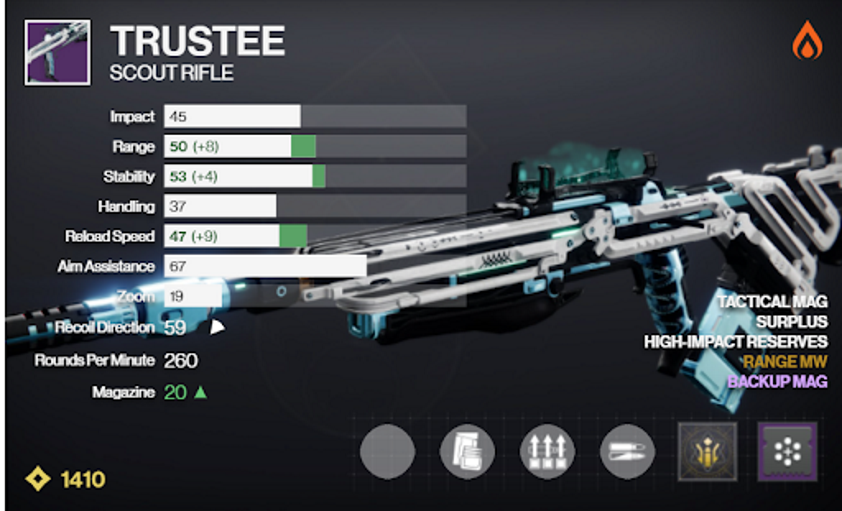 TRUSTEE
SCOUT RIFLE
Impact 45
Range 50 (+8)
Stability 53 (+4)
Handling 37
Reload Speed 47 (+9)
Aim Assistance 67
Zoom 19
Recoil Direction 59
Rounds Per Minute 260
Magazine 20
TACTICAL MAG
SURPLUS
HIGH-IMPACT RESERVES
RANGE MW
BACKUP MAG
1410